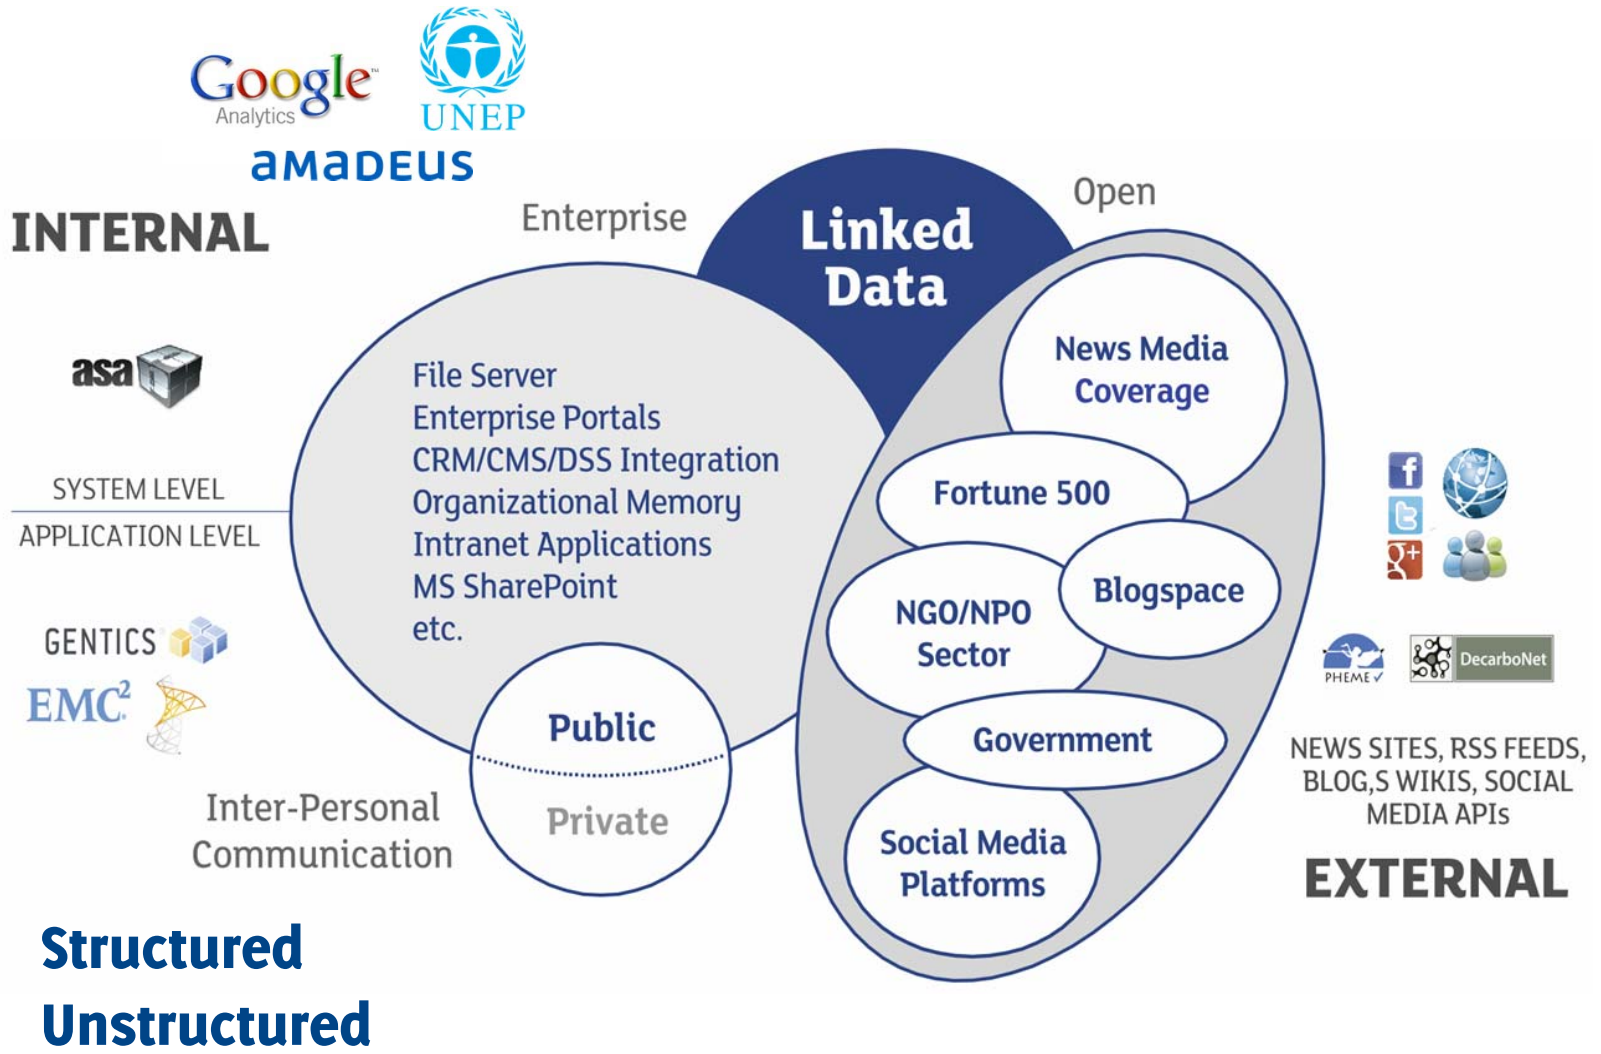 Google™
Analytics
UNEP
amadeus
INTERNAL
Enterprise
Linked
Data
Open
asa
File Server
Enterprise Portals
CRM/CMS/DSS Integration
Organizational Memory
Intranet Applications
MS SharePoint
etc.
SYSTEM LEVEL
APPLICATION LEVEL
GENTICS
EMC²
Public
Private
Inter-Personal
Communication
News Media
Coverage
Fortune 500
Blogspace
NGO/NPO
Sector
Government
Social Media
Platforms
f
t
g+
PHEME
DecarboNet
NEWS SITES, RSS FEEDS,
BLOG,S WIKIS, SOCIAL
MEDIA APIs
EXTERNAL
Structured
Unstructured